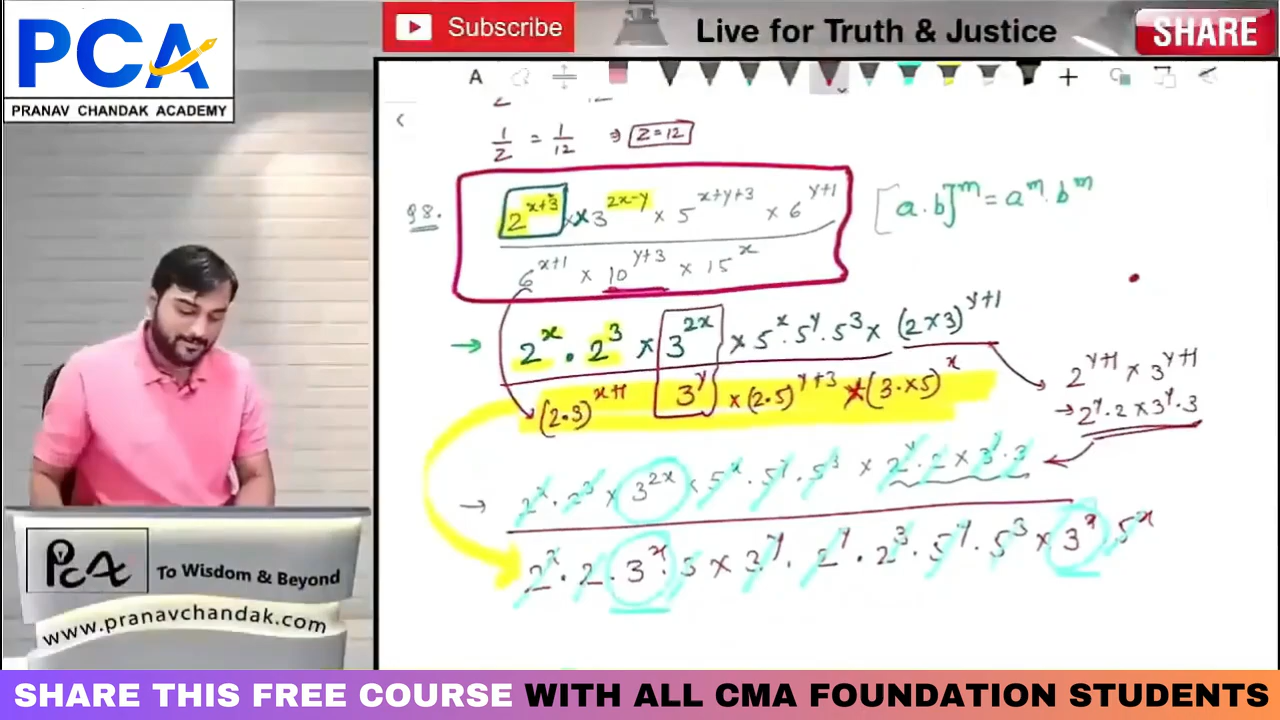 PCA
PRANAV CHANDAK ACADEMY
Subscribe
Live for Truth & Justice
SHARE
A
1/z = 1/12 ⇒ z=12
Q8.
2^(x+3) × 3^(2x-y) × 5^(x+y+3) × 6^(y+1)
6^(x+1) × 10^(y+3) × 15^x
[a.b]^m = a^m . b^m
→ 2^x . 2^3 × 3^(2x) × 5^x . 5^y . 5^3 × (2×3)^(y+1)
(2.3)^(x+1) 3^y × (2.5)^(y+3) × (3.×5)^x
2^(y+1) × 3^(y+1)
→ 2^y . 2 × 3^y . 3
→ 2^x . 2^3 × 3^(2x) × 5^x . 5^y . 5^3 × 2^y . 2 × 3^y . 3
2^x . 2 . 3^x . 3 × 3^y . 2^y . 2^3 . 5^y . 5^3 × 3^x . 5^x
PCA
To Wisdom & Beyond
www.pranavchandak.com
SHARE THIS FREE COURSE WITH ALL CMA FOUNDATION STUDENTS